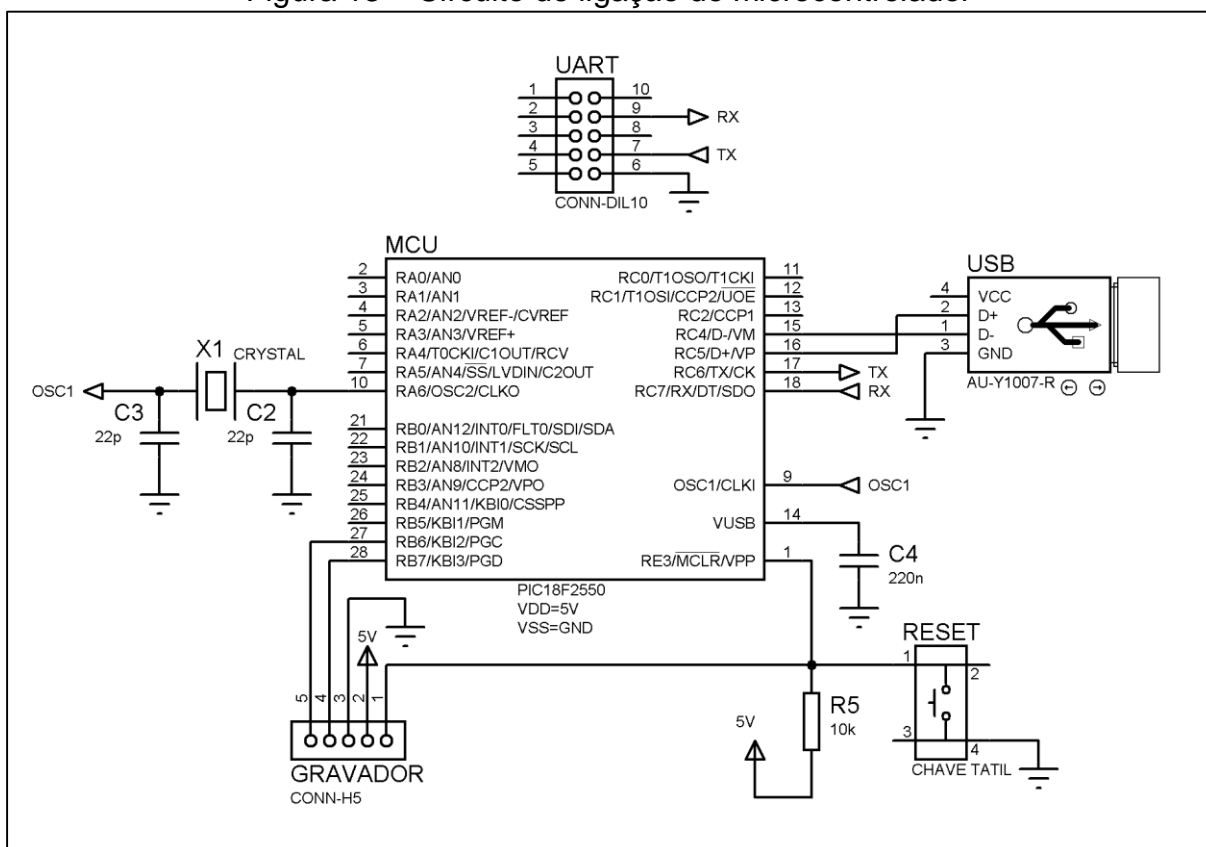 UART
1
2
3
4
5
10
9
8
7
6
RX
TX
CONN-DIL10
MCU
2 RA0/AN0
3 RA1/AN1
4 RA2/AN2/VREF-/CVREF
5 RA3/AN3/VREF+
6 RA4/T0CKI/C1OUT/RCV
7 RA5/AN4/SS/LVDIN/C2OUT
10 RA6/OSC2/CLKO
21 RB0/AN12/INT0/FLT0/SDI/SDA
22 RB1/AN10/INT1/SCK/SCL
23 RB2/AN8/INT2/VMO
24 RB3/AN9/CCP2/VPO
25 RB4/AN11/KBI0/CSSPP
26 RB5/KBI1/PGM
27 RB6/KBI2/PGC
28 RB7/KBI3/PGD
RC0/T1OSO/T1CKI 11
RC1/T1OSI/CCP2/UOE 12
RC2/CCP1 13
RC4/D-/VM 15
RC5/D+/VP 16
RC6/TX/CK 17 TX
RC7/RX/DT/SDO 18 RX
OSC1/CLKI 9 OSC1
VUSB 14
RE3/MCLR/VPP 1
PIC18F2550
VDD=5V
VSS=GND
USB
4 VCC
2 D+
1 D-
3 GND
AU-Y1007-R
X1 CRYSTAL
OSC1
C3
22p
C2
22p
C4
220n
RESET
1
2
3
4
CHAVE TATIL
R5
10k
5V
5V
5
4
3
2
1
GRAVADOR
CONN-H5